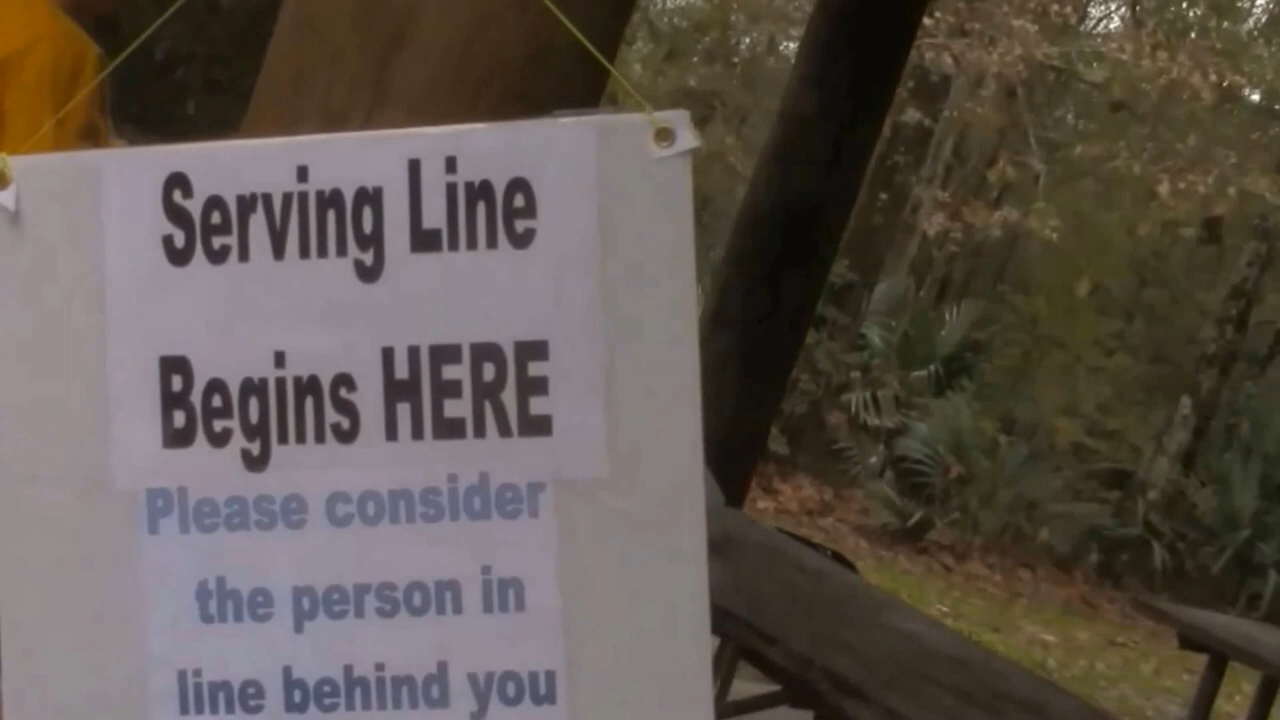 Serving Line
Begins HERE
Please consider
the person in
line behind you